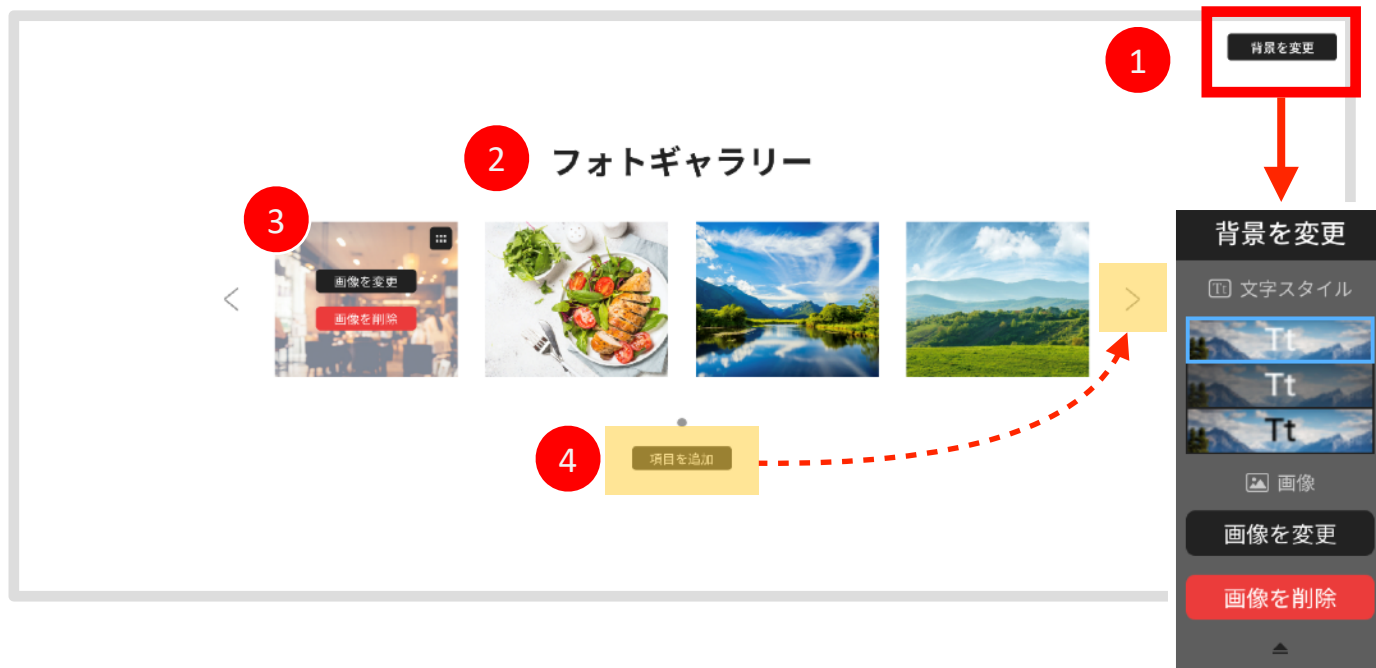 1
背景を変更
2
フォトギャラリー
3
画像を変更
画像を削除
4
項目を追加
背景を変更
Tt 文字スタイル
Tt
Tt
Tt
画像
画像を変更
画像を削除